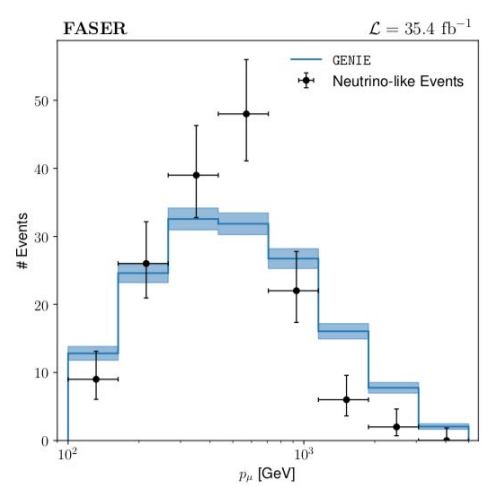 FASER
𝓛 = 35.4 fb⁻¹
GENIE
Neutrino-like Events
# Events
50
40
30
20
10
0
10²
10³
pμ [GeV]